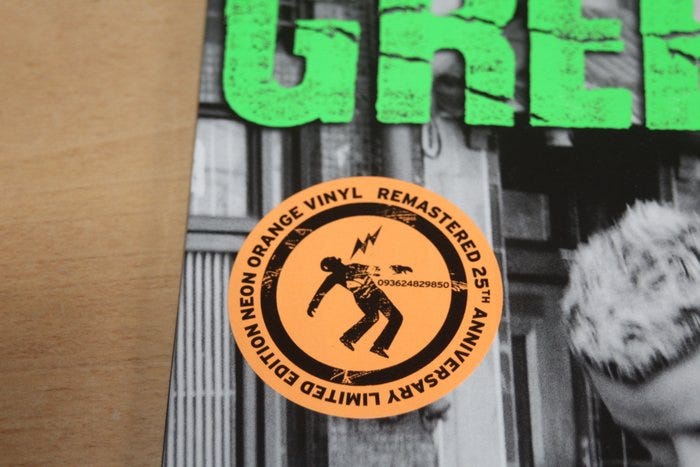 GREE
REMASTERED 25TH ANNIVERSARY LIMITED EDITION NEON ORANGE VINYL
093624829850